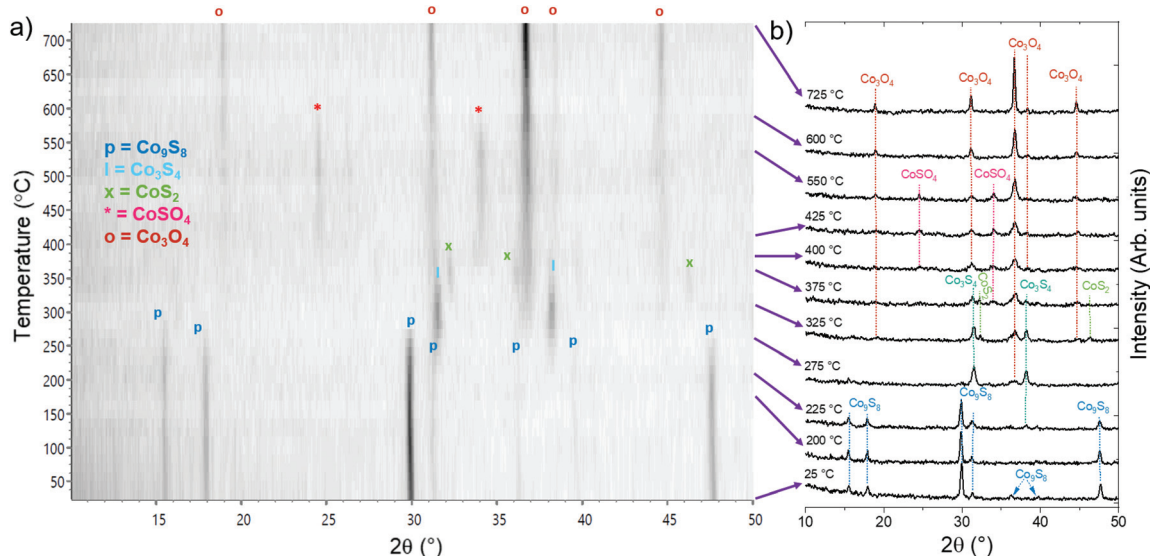 a)
o o o o o
Temperature (°C)
700
650
600
550
500
450
400
350
300
250
200
150
100
50
* *
p = Co9S8
l = Co3S4
x = CoS2
* = CoSO4
o = Co3O4
x x x
l l
p p p p p p p p
15 20 25 30 35 40 45 50
2θ (°)
b)
Co3O4
Co3O4 Co3O4 Co3O4
725 °C
600 °C
CoSO4 CoSO4
550 °C
425 °C
400 °C
375 °C
Co3S4 CoS2 Co3S4 CoS2
325 °C
275 °C
Co9S8 Co9S8 Co9S8
225 °C
200 °C
25 °C
Co9S8
10 20 30 40 50
2θ (°)
Intensity (Arb. units)